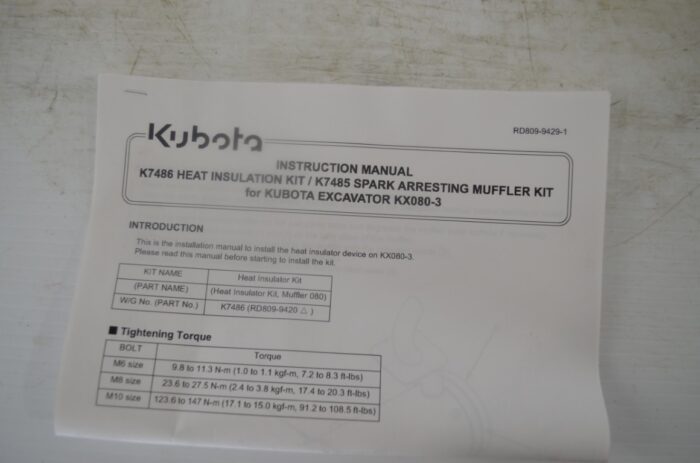 RD809-9429-1
Kubota
INSTRUCTION MANUAL
K7486 HEAT INSULATION KIT / K7485 SPARK ARRESTING MUFFLER KIT
for KUBOTA EXCAVATOR KX080-3
INTRODUCTION
This is the installation manual to install the heat insulator device on KX080-3.
Please read this manual before starting to install the kit.
KIT NAME Heat Insulator Kit
(PART NAME) (Heat Insulator Kit, Muffler 080)
W/G No. (PART No.) K7486 (RD809-9420 △ )
■ Tightening Torque
BOLT Torque
M6 size 9.8 to 11.3 N-m (1.0 to 1.1 kgf-m, 7.2 to 8.3 ft-lbs)
M8 size 23.6 to 27.5 N-m (2.4 to 3.8 kgf-m, 17.4 to 20.3 ft-lbs)
M10 size 123.6 to 147 N-m (17.1 to 15.0 kgf-m, 91.2 to 108.5 ft-lbs)